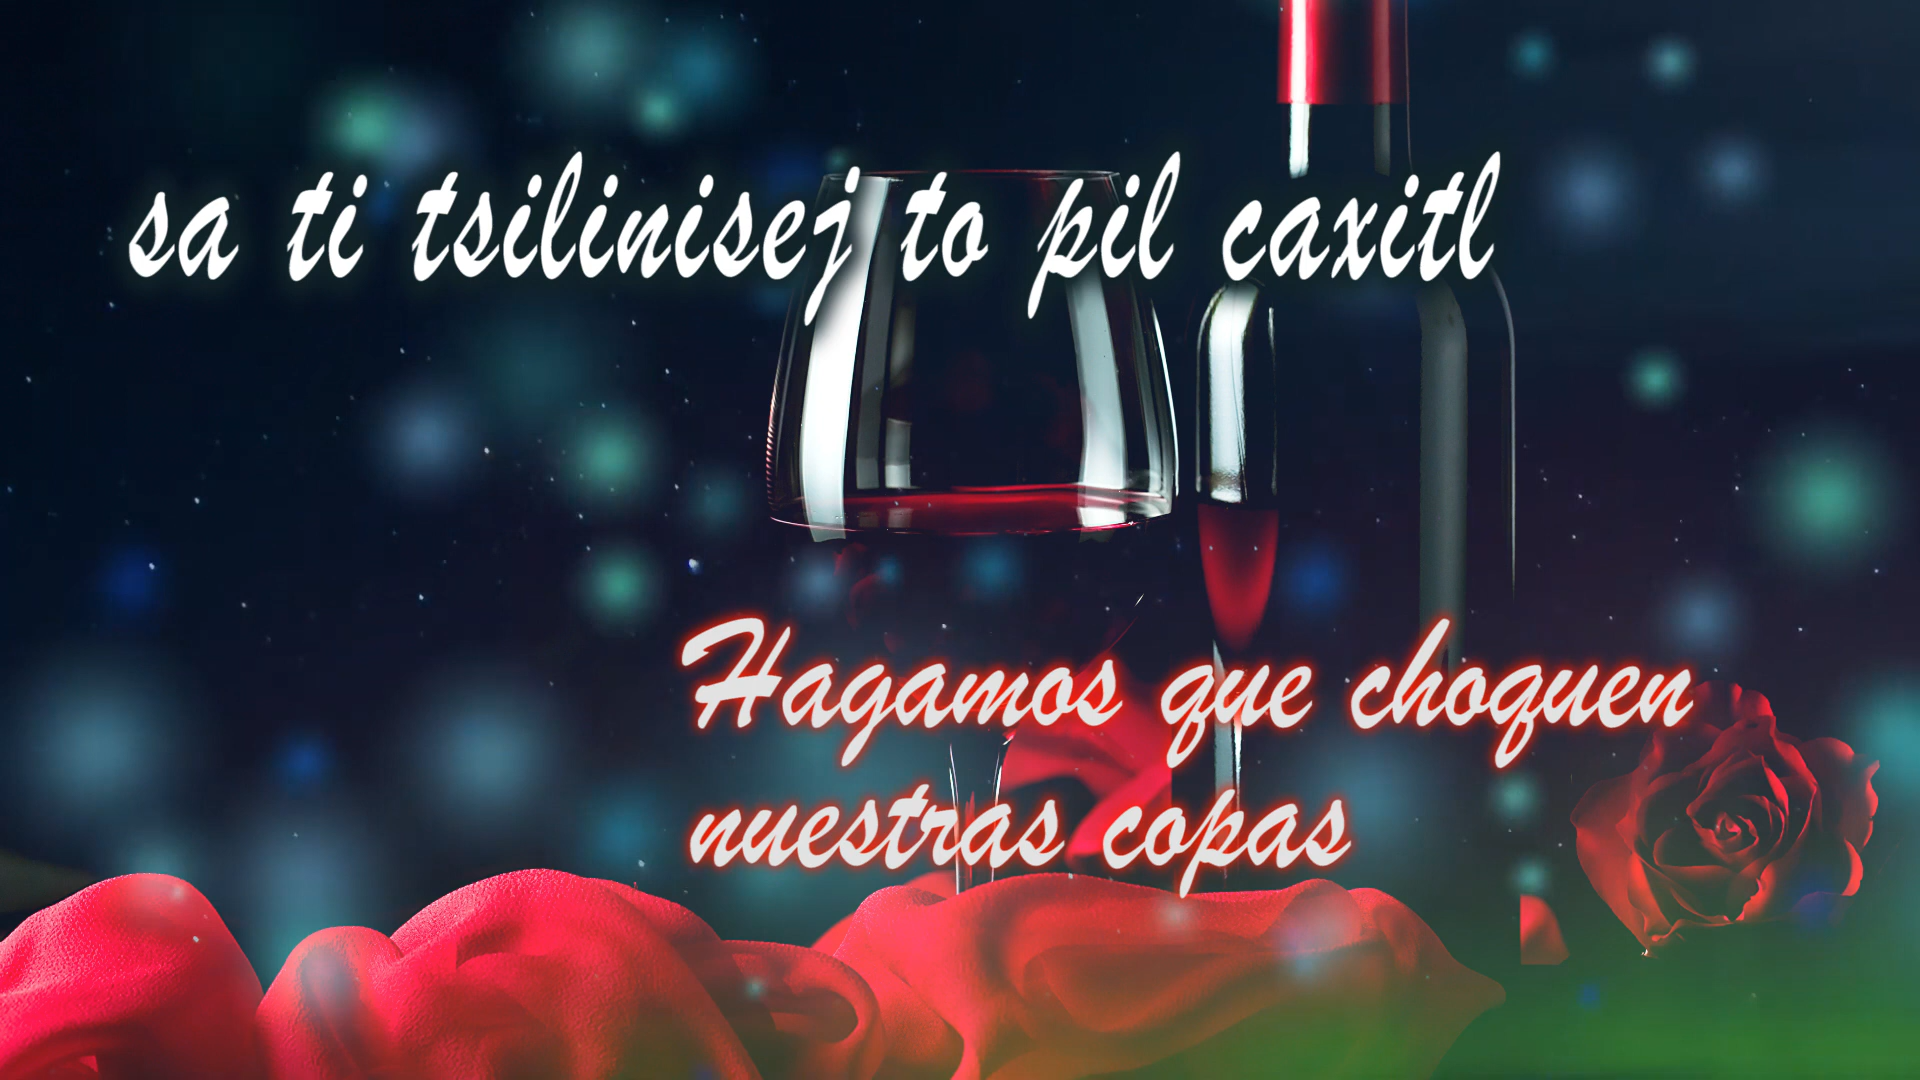 sa ti tsilinisej to pil caxitl
Hagamos que choquen
nuestras copas